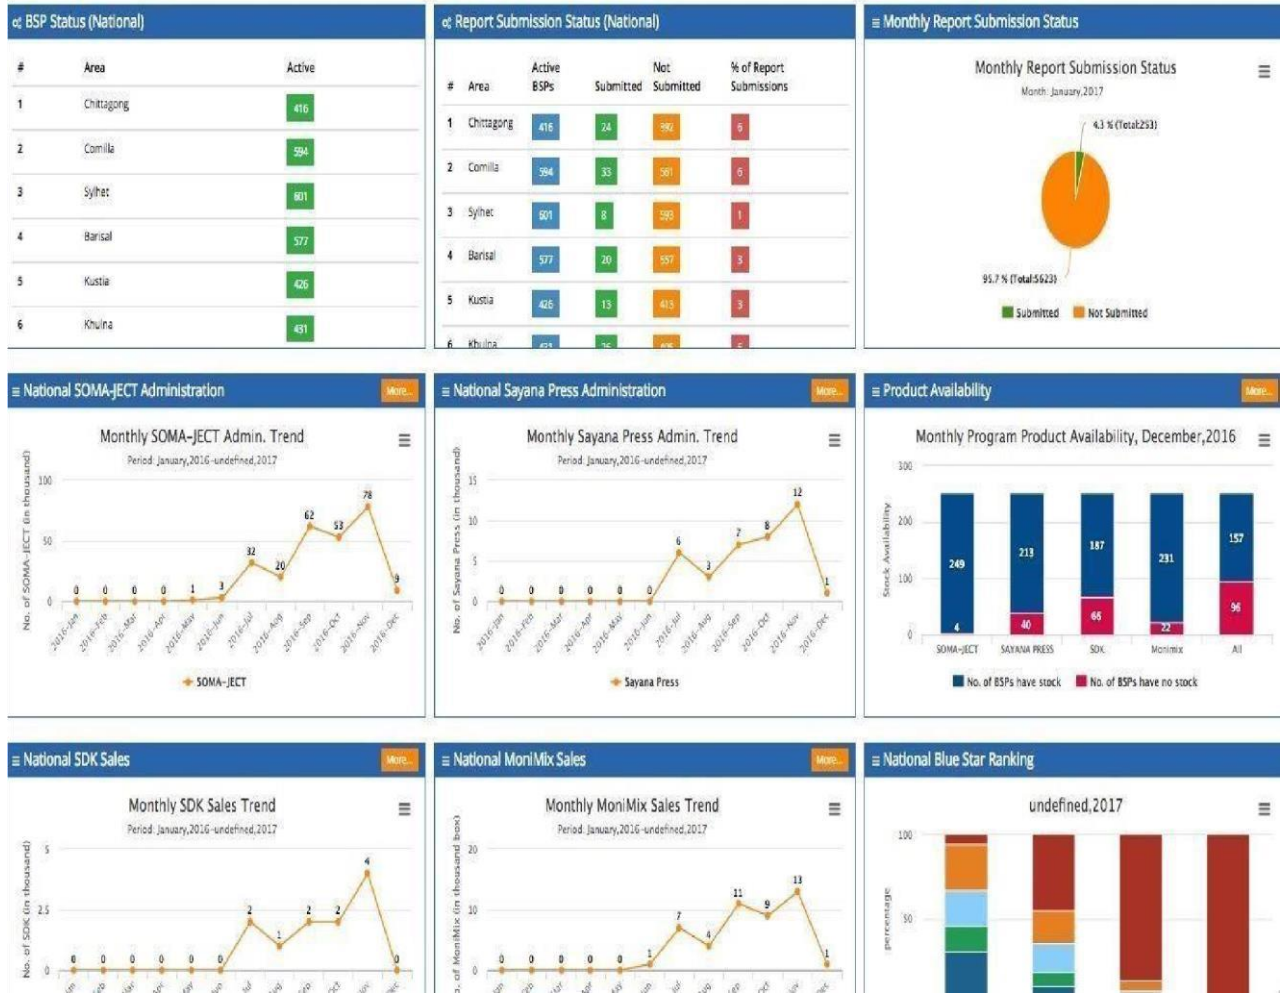 BSP Status (National)
# Area Active
1 Chittagong 416
2 Comilla 594
3 Sylhet 601
4 Barisal 577
5 Kustia 426
6 Khulna 431
Report Submission Status (National)
# Area Active BSPs Submitted Not Submitted % of Report Submissions
1 Chittagong 416 24 392 6
2 Comilla 594 33 561 6
3 Sylhet 601 8 593 1
4 Barisal 577 20 557 3
5 Kustia 426 13 413 3
6 Khulna
Monthly Report Submission Status
Monthly Report Submission Status
Month: January,2017
4.3 % (Total:253)
95.7 % (Total:5623)
Submitted Not Submitted
National SOMA-JECT Administration More...
Monthly SOMA-JECT Admin. Trend
Period: January,2016-undefined,2017
No. of SOMA-JECT (in thousand)
100
50
0
0 0 0 0 1 3 32 20 62 53 78 9
2016-Jan 2016-Feb 2016-Mar 2016-Apr 2016-May 2016-Jun 2016-Jul 2016-Aug 2016-Sep 2016-Oct 2016-Nov 2016-Dec
SOMA-JECT
National Sayana Press Administration More...
Monthly Sayana Press Admin. Trend
Period: January,2016-undefined,2017
No. of Sayana Press (in thousand)
15
10
5
0
0 0 0 0 0 0 6 3 7 8 12 1
2016-Jan 2016-Feb 2016-Mar 2016-Apr 2016-May 2016-Jun 2016-Jul 2016-Aug 2016-Sep 2016-Oct 2016-Nov 2016-Dec
Sayana Press
Product Availability More...
Monthly Program Product Availability, December,2016
Stock Availability
300
200
100
0
249 213 187 231 157
4 40 66 22 96
SOMA-JECT SAYANA PRESS SDK Monimix All
No. of BSPs have stock No. of BSPs have no stock
National SDK Sales More...
Monthly SDK Sales Trend
Period: January,2016-undefined,2017
No. of SDK (in thousand)
5
2.5
0
0 0 0 0 0 0 2 1 2 2 4 0
National MoniMix Sales More...
Monthly MoniMix Sales Trend
Period: January,2016-undefined,2017
o. of MoniMix (in thousand box)
20
10
0
0 0 0 0 0 1 7 4 11 9 13 1
National Blue Star Ranking
undefined,2017
percentage
100
50